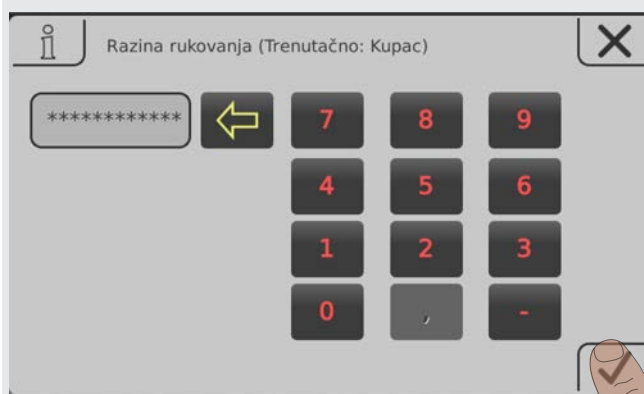 Razina rukovanja (Trenutačno: Kupac)
************
7 8 9
4 5 6
1 2 3
0 , -